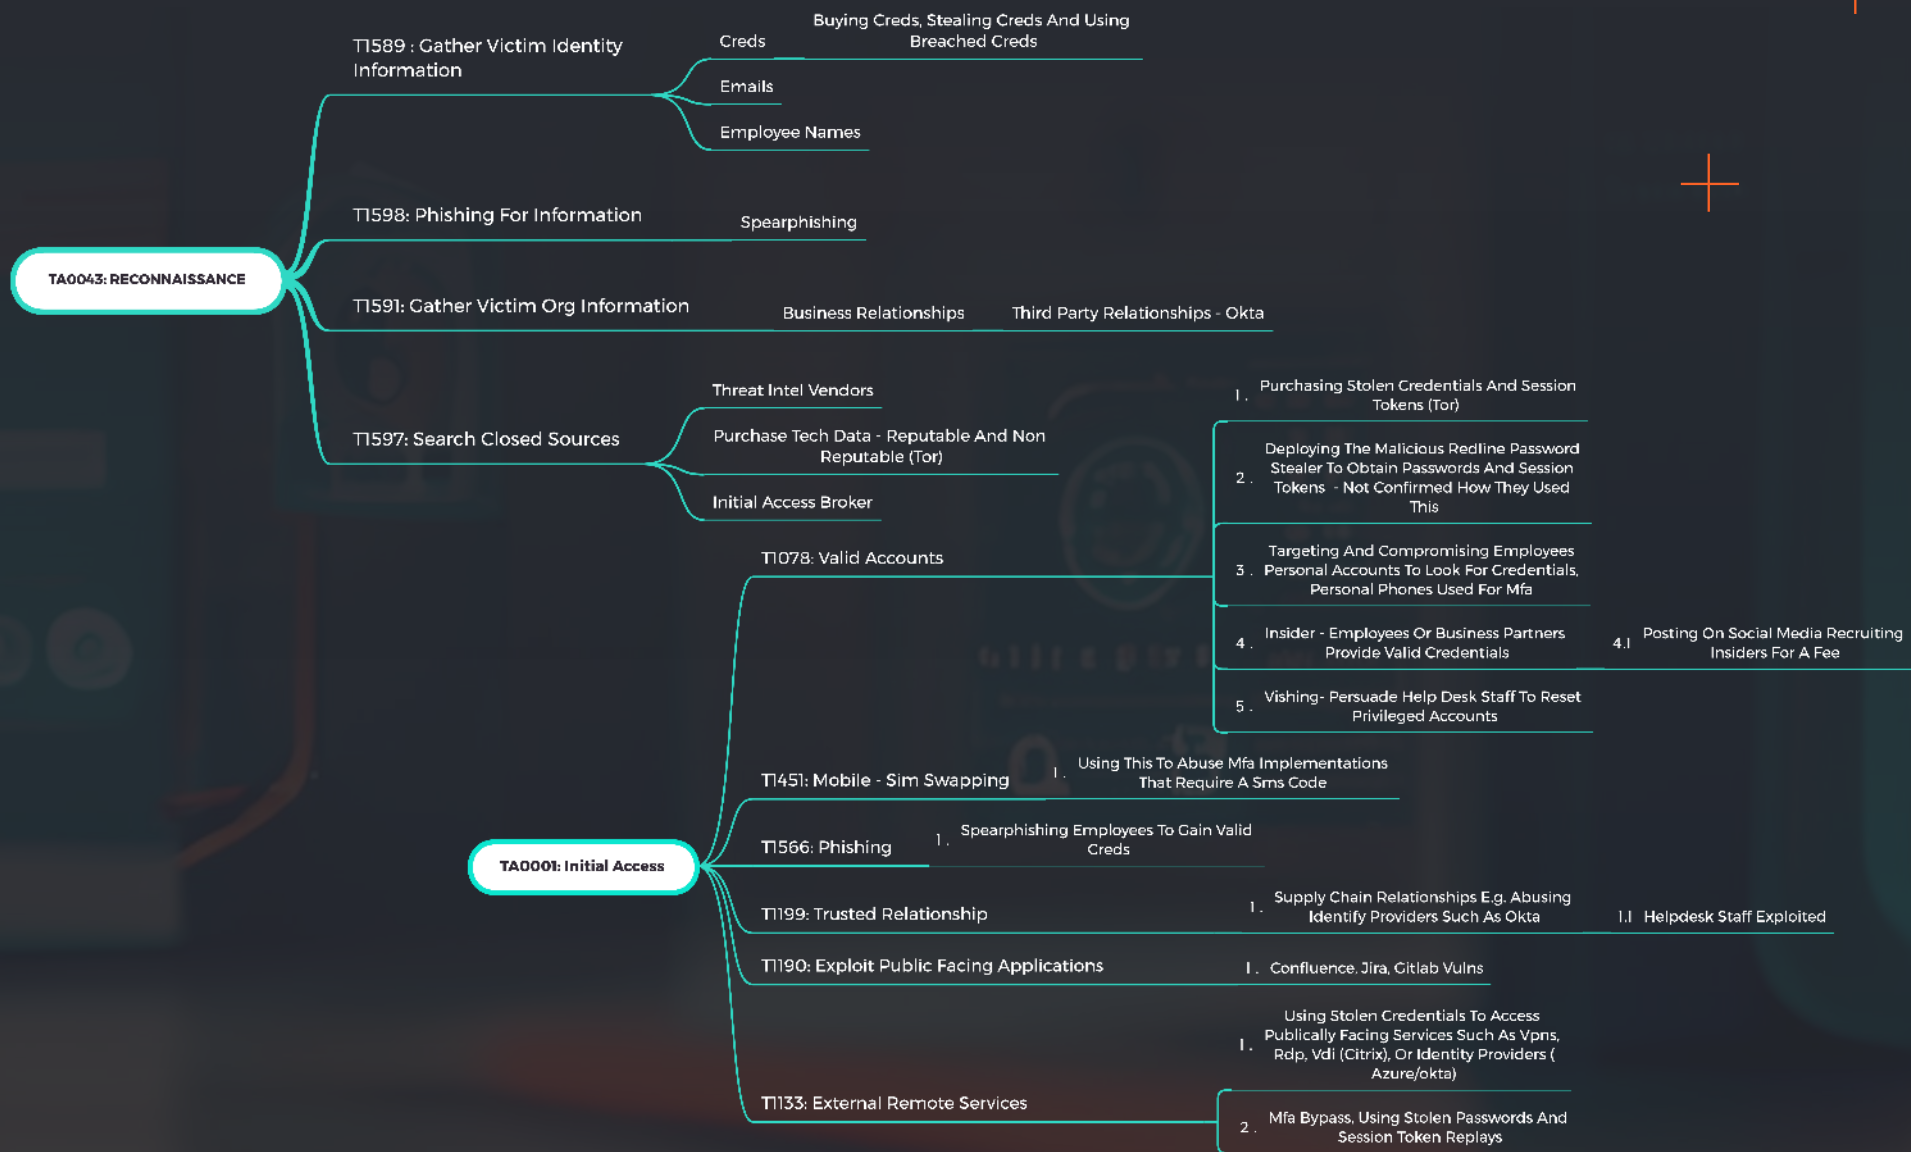 TA0043: RECONNAISSANCE
T1589 : Gather Victim Identity
Information
Creds
Buying Creds, Stealing Creds And Using
Breached Creds
Emails
Employee Names
T1598: Phishing For Information
Spearphishing
T1591: Gather Victim Org Information
Business Relationships
Third Party Relationships - Okta
T1597: Search Closed Sources
Threat Intel Vendors
Purchase Tech Data - Reputable And Non
Reputable (Tor)
Initial Access Broker
TA0001: Initial Access
T1078: Valid Accounts
1 .
Purchasing Stolen Credentials And Session
Tokens (Tor)
2 .
Deploying The Malicious Redline Password
Stealer To Obtain Passwords And Session
Tokens - Not Confirmed How They Used
This
3 .
Targeting And Compromising Employees
Personal Accounts To Look For Credentials,
Personal Phones Used For Mfa
4 .
Insider - Employees Or Business Partners
Provide Valid Credentials
4.1
Posting On Social Media Recruiting
Insiders For A Fee
5 .
Vishing- Persuade Help Desk Staff To Reset
Privileged Accounts
T1451: Mobile - Sim Swapping
1 .
Using This To Abuse Mfa Implementations
That Require A Sms Code
T1566: Phishing
1 .
Spearphishing Employees To Gain Valid
Creds
T1199: Trusted Relationship
1 .
Supply Chain Relationships E.g. Abusing
Identify Providers Such As Okta
1.1 Helpdesk Staff Exploited
T1190: Exploit Public Facing Applications
1 . Confluence, Jira, Gitlab Vulns
T1133: External Remote Services
1 .
Using Stolen Credentials To Access
Publically Facing Services Such As Vpns,
Rdp, Vdi (Citrix), Or Identity Providers (
Azure/okta)
2 .
Mfa Bypass, Using Stolen Passwords And
Session Token Replays